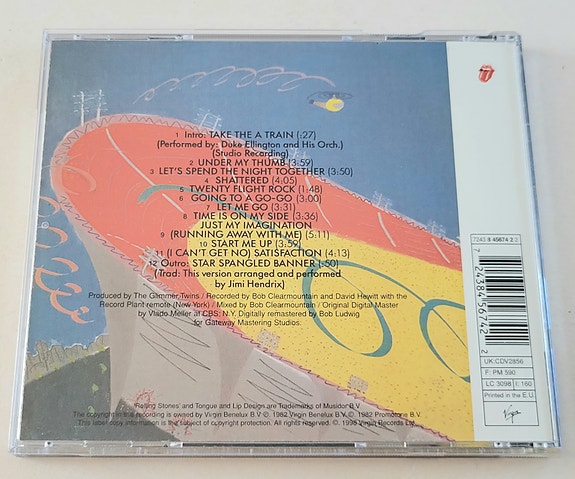 1 Intro: TAKE THE A TRAIN (:27)
(Performed by: Duke Ellington and His Orch.)
(Studio Recording)
2 UNDER MY THUMB (3:59)
3 LET'S SPEND THE NIGHT TOGETHER (3:50)
4 SHATTERED (4:05)
5 TWENTY FLIGHT ROCK (1:48)
6 GOING TO A GO-GO (3:00)
7 LET ME GO (3:31)
8 TIME IS ON MY SIDE (3:36)
JUST MY IMAGINATION
9 (RUNNING AWAY WITH ME) (5:11)
10 START ME UP (3:52)
11 (I CAN'T GET NO) SATISFACTION (4:13)
12 Outro: STAR SPANGLED BANNER (:50)
(Trad: This version arranged and performed
by Jimi Hendrix)
Produced by The Glimmer Twins / Recorded by Bob Clearmountain and David Hewitt with the
Record Plant remote (New York) / Mixed by Bob Clearmountain / Original Digital Master
by Vlado Meller at CBS: N.Y. Digitally remastered by Bob Ludwig
for Gateway Mastering Studios.
'Rolling Stones' and Tongue and Lip Design are Trademarks of Musidor B.V.
The copyright in this recording is owned by Virgin Benelux B.V. ℗ 1982 Virgin Benelux B.V. © 1982 Promotone B.V.
This label copy information is the subject of copyright protection. All rights reserved. © 1998 Virgin Records Ltd.
7243 8 45674 2 2
7 24384 56742 2
UK:CDV2856
F: PM 590
LC 3098 I: 160
Printed in the E.U.
Virgin